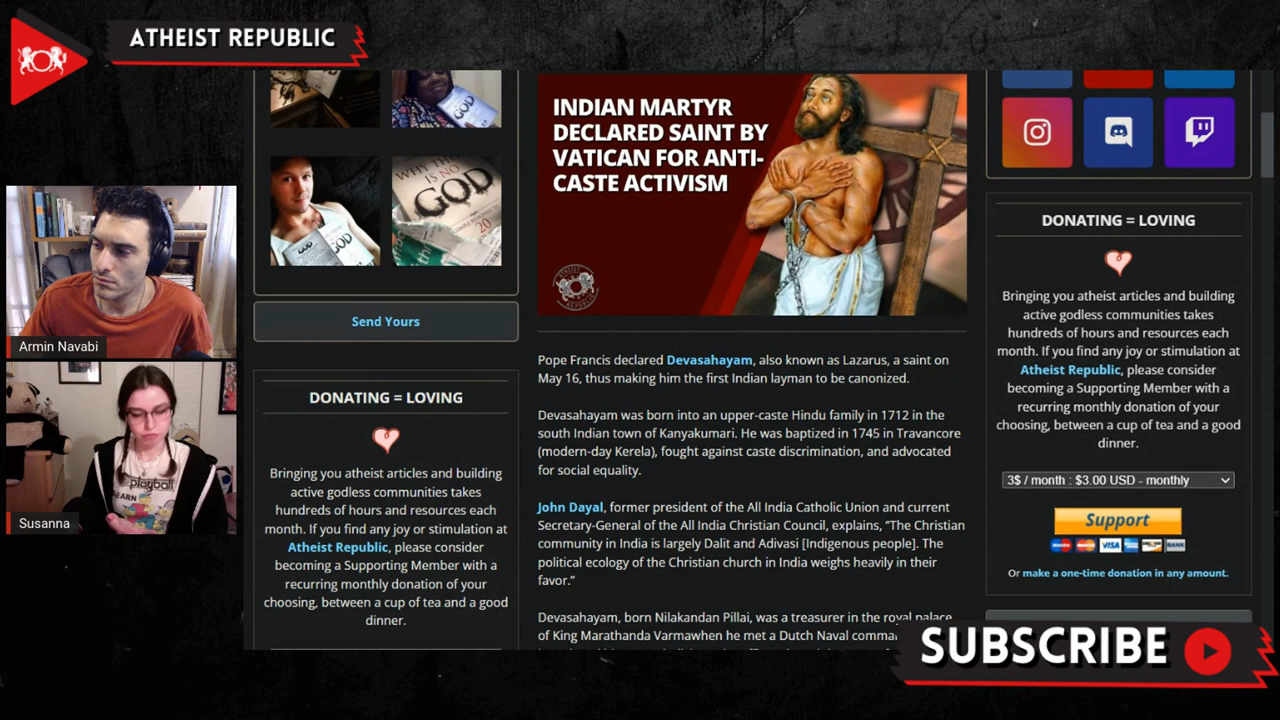 ATHEIST REPUBLIC
Armin Navabi
Susanna
GOD
WHY THERE
IS NO
GOD
20
Send Yours
DONATING = LOVING
Bringing you atheist articles and building
active godless communities takes
hundreds of hours and resources each
month. If you find any joy or stimulation at
Atheist Republic, please consider
becoming a Supporting Member with a
recurring monthly donation of your
choosing, between a cup of tea and a good
dinner.
INDIAN MARTYR
DECLARED SAINT BY
VATICAN FOR ANTI-
CASTE ACTIVISM
Pope Francis declared Devasahayam, also known as Lazarus, a saint on
May 16, thus making him the first Indian layman to be canonized.
Devasahayam was born into an upper-caste Hindu family in 1712 in the
south Indian town of Kanyakumari. He was baptized in 1745 in Travancore
(modern-day Kerela), fought against caste discrimination, and advocated
for social equality.
John Dayal, former president of the All India Catholic Union and current
Secretary-General of the All India Christian Council, explains, “The Christian
community in India is largely Dalit and Adivasi [Indigenous people]. The
political ecology of the Christian church in India weighs heavily in their
favor.”
Devasahayam, born Nilakandan Pillai, was a treasurer in the royal palace
of King Marathanda Varmawhen he met a Dutch Naval
DONATING = LOVING
Bringing you atheist articles and building
active godless communities takes
hundreds of hours and resources each
month. If you find any joy or stimulation at
Atheist Republic, please consider
becoming a Supporting Member with a
recurring monthly donation of your
choosing, between a cup of tea and a good
dinner.
3$ / month : $3.00 USD - monthly
Support
VISA
BANK
Or make a one-time donation in any amount.
SUBSCRIBE